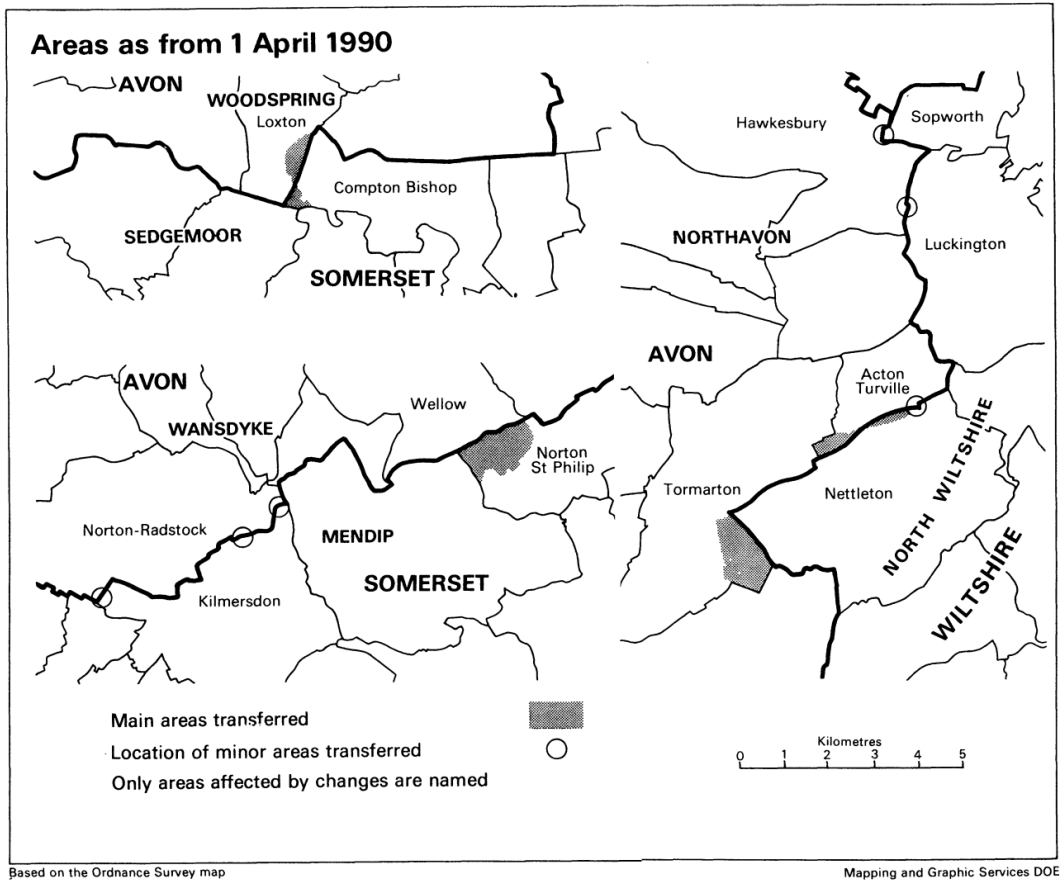 Areas as from 1 April 1990
AVON
WOODSPRING
Loxton
Compton Bishop
SEDGEMOOR
SOMERSET
Hawkesbury
Sopworth
NORTHAVON
Luckington
AVON
Acton
Turville
Tormarton
Nettleton
NORTH WILTSHIRE
WILTSHIRE
AVON
WANSDYKE
Wellow
Norton
St Philip
Norton-Radstock
MENDIP
SOMERSET
Kilmersdon
Main areas transferred
Location of minor areas transferred
Only areas affected by changes are named
Kilometres
0 1 2 3 4 5
Based on the Ordnance Survey map
Mapping and Graphic Services DOE